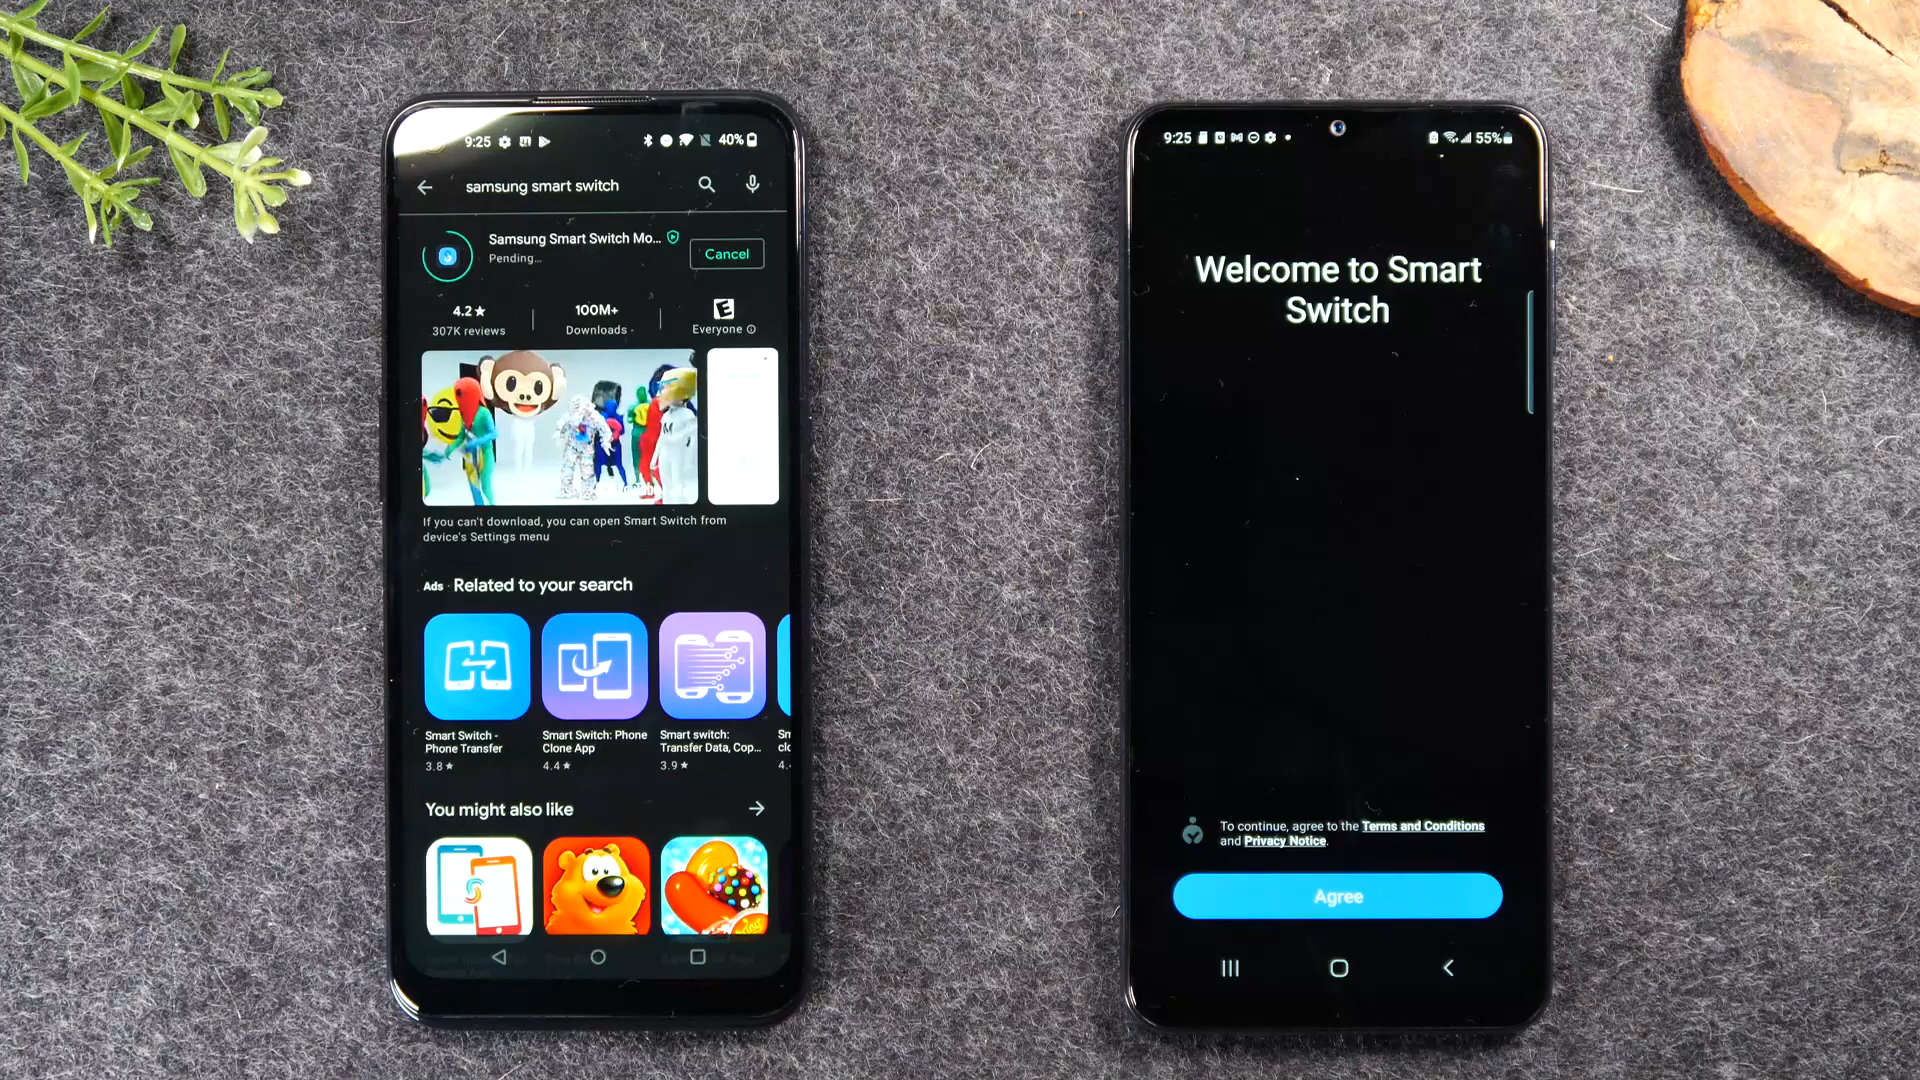 9:25
40%
samsung smart switch
Samsung Smart Switch Mo...
Pending...
Cancel
4.2★
307K reviews
100M+
Downloads
E
Everyone
If you can't download, you can open Smart Switch from
device's Settings menu
Ads · Related to your search
Smart Switch -
Phone Transfer
3.8★
Smart Switch: Phone
Clone App
4.4★
Smart switch:
Transfer Data, Cop...
3.9★
You might also like
9:25
55%
Welcome to Smart
Switch
To continue, agree to the Terms and Conditions
and Privacy Notice.
Agree